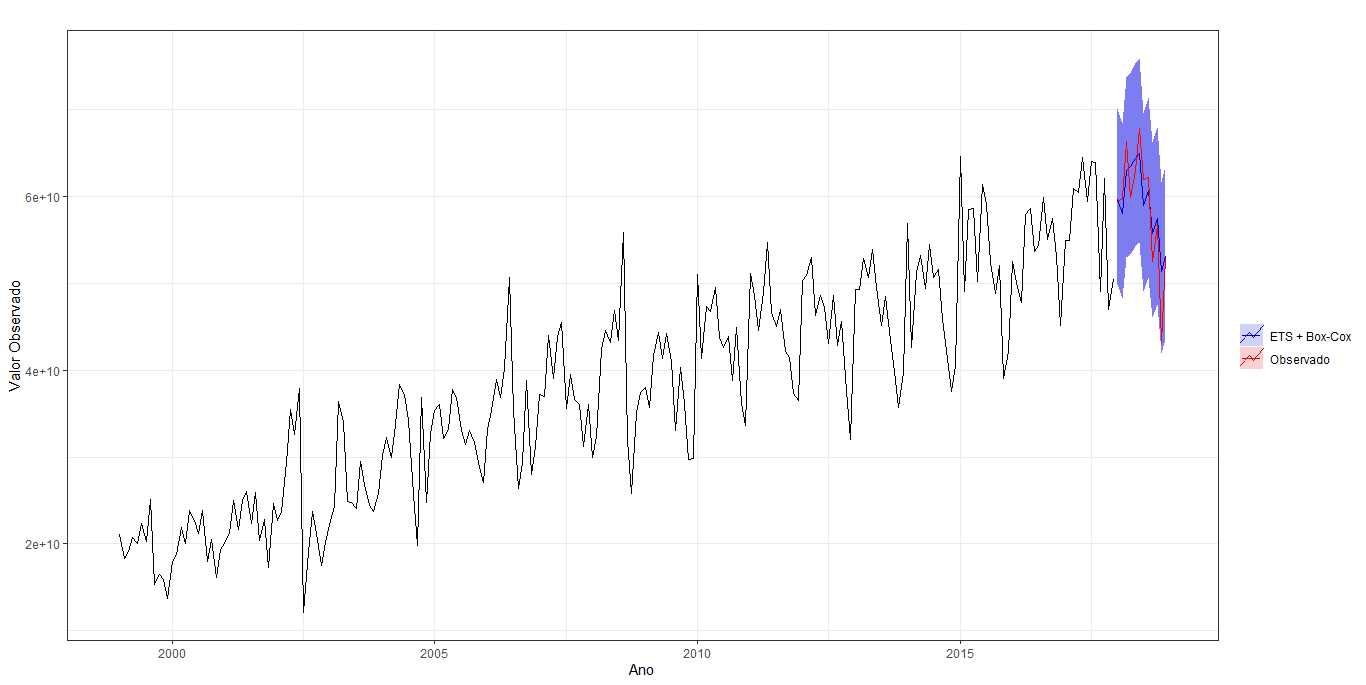 Valor Observado
6e+10
4e+10
2e+10
2000
2005
2010
2015
Ano
ETS + Box-Cox
Observado